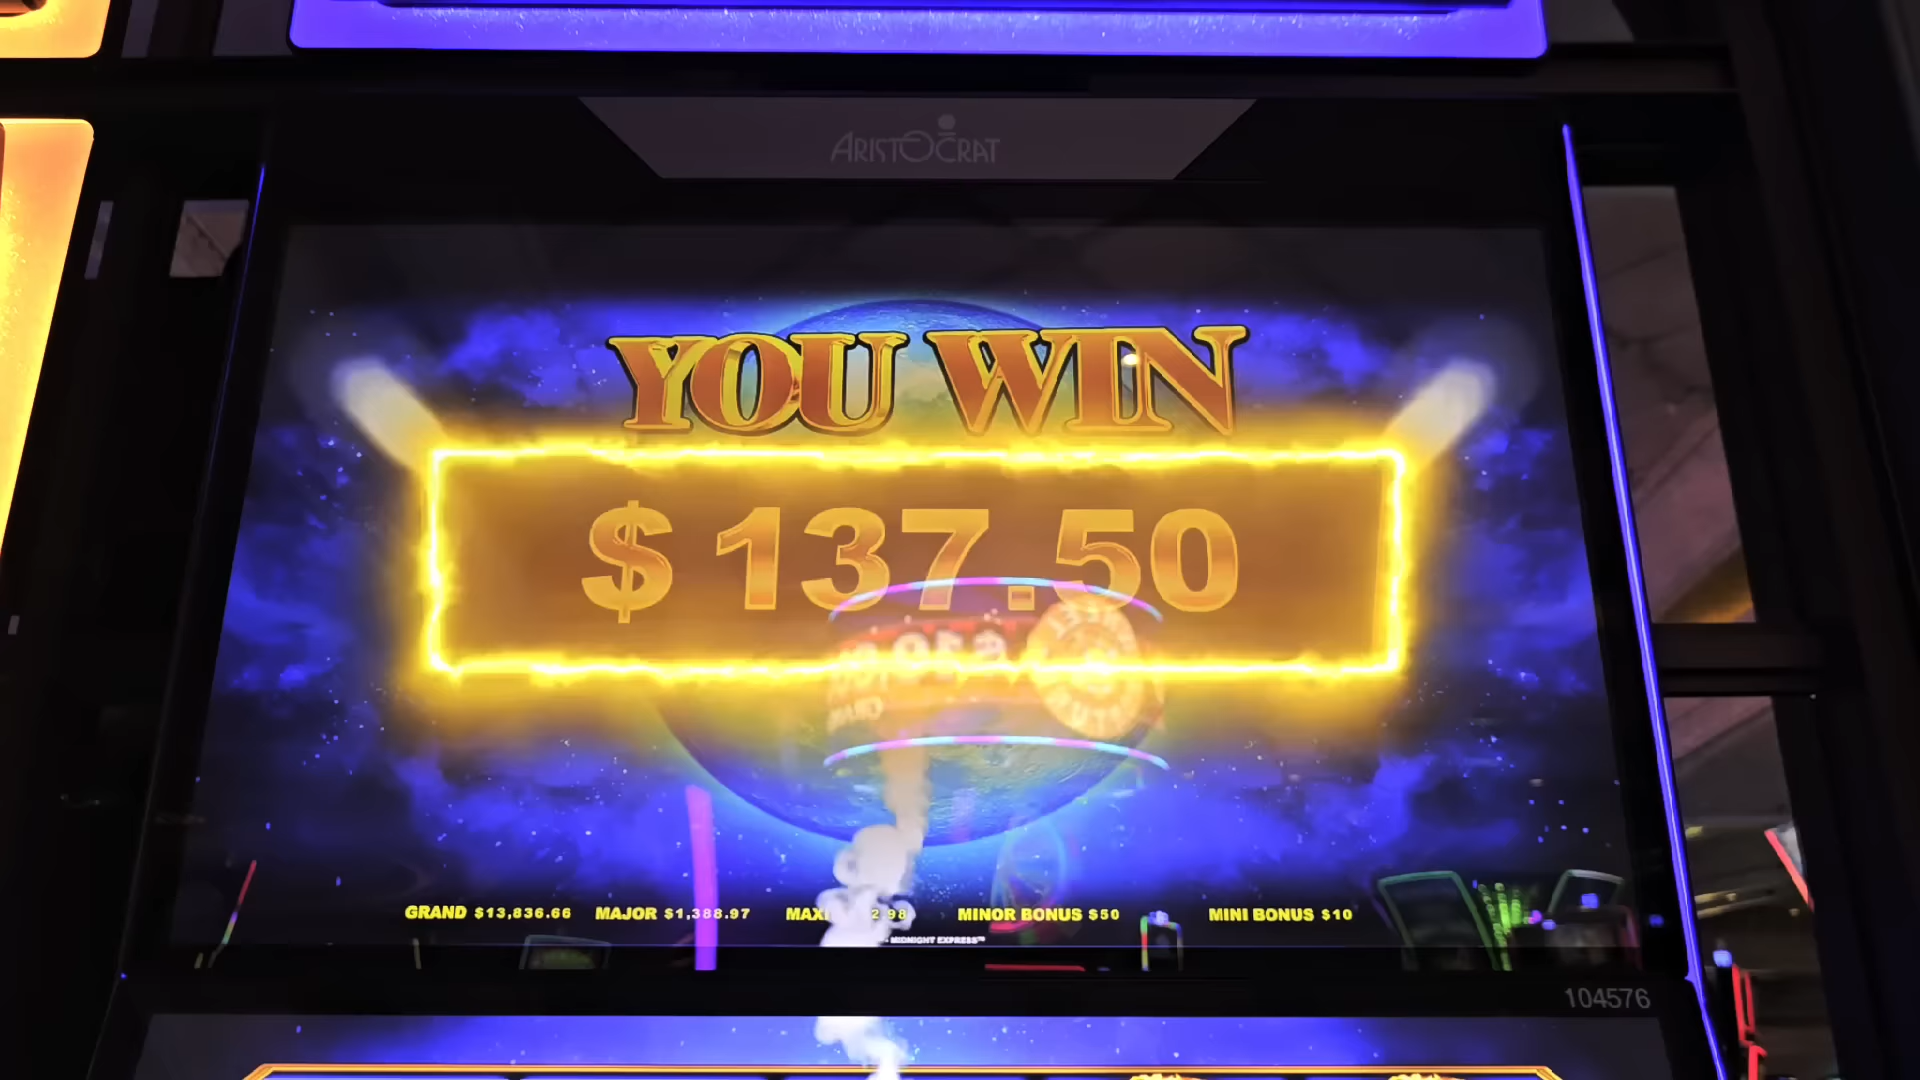 ARISTOCRAT
YOU WIN
$137.50
GRAND $13,836.66 MAJOR $1,388.97 MINOR BONUS $50 MINI BONUS $10
MIDNIGHT EXPRESS™
104576